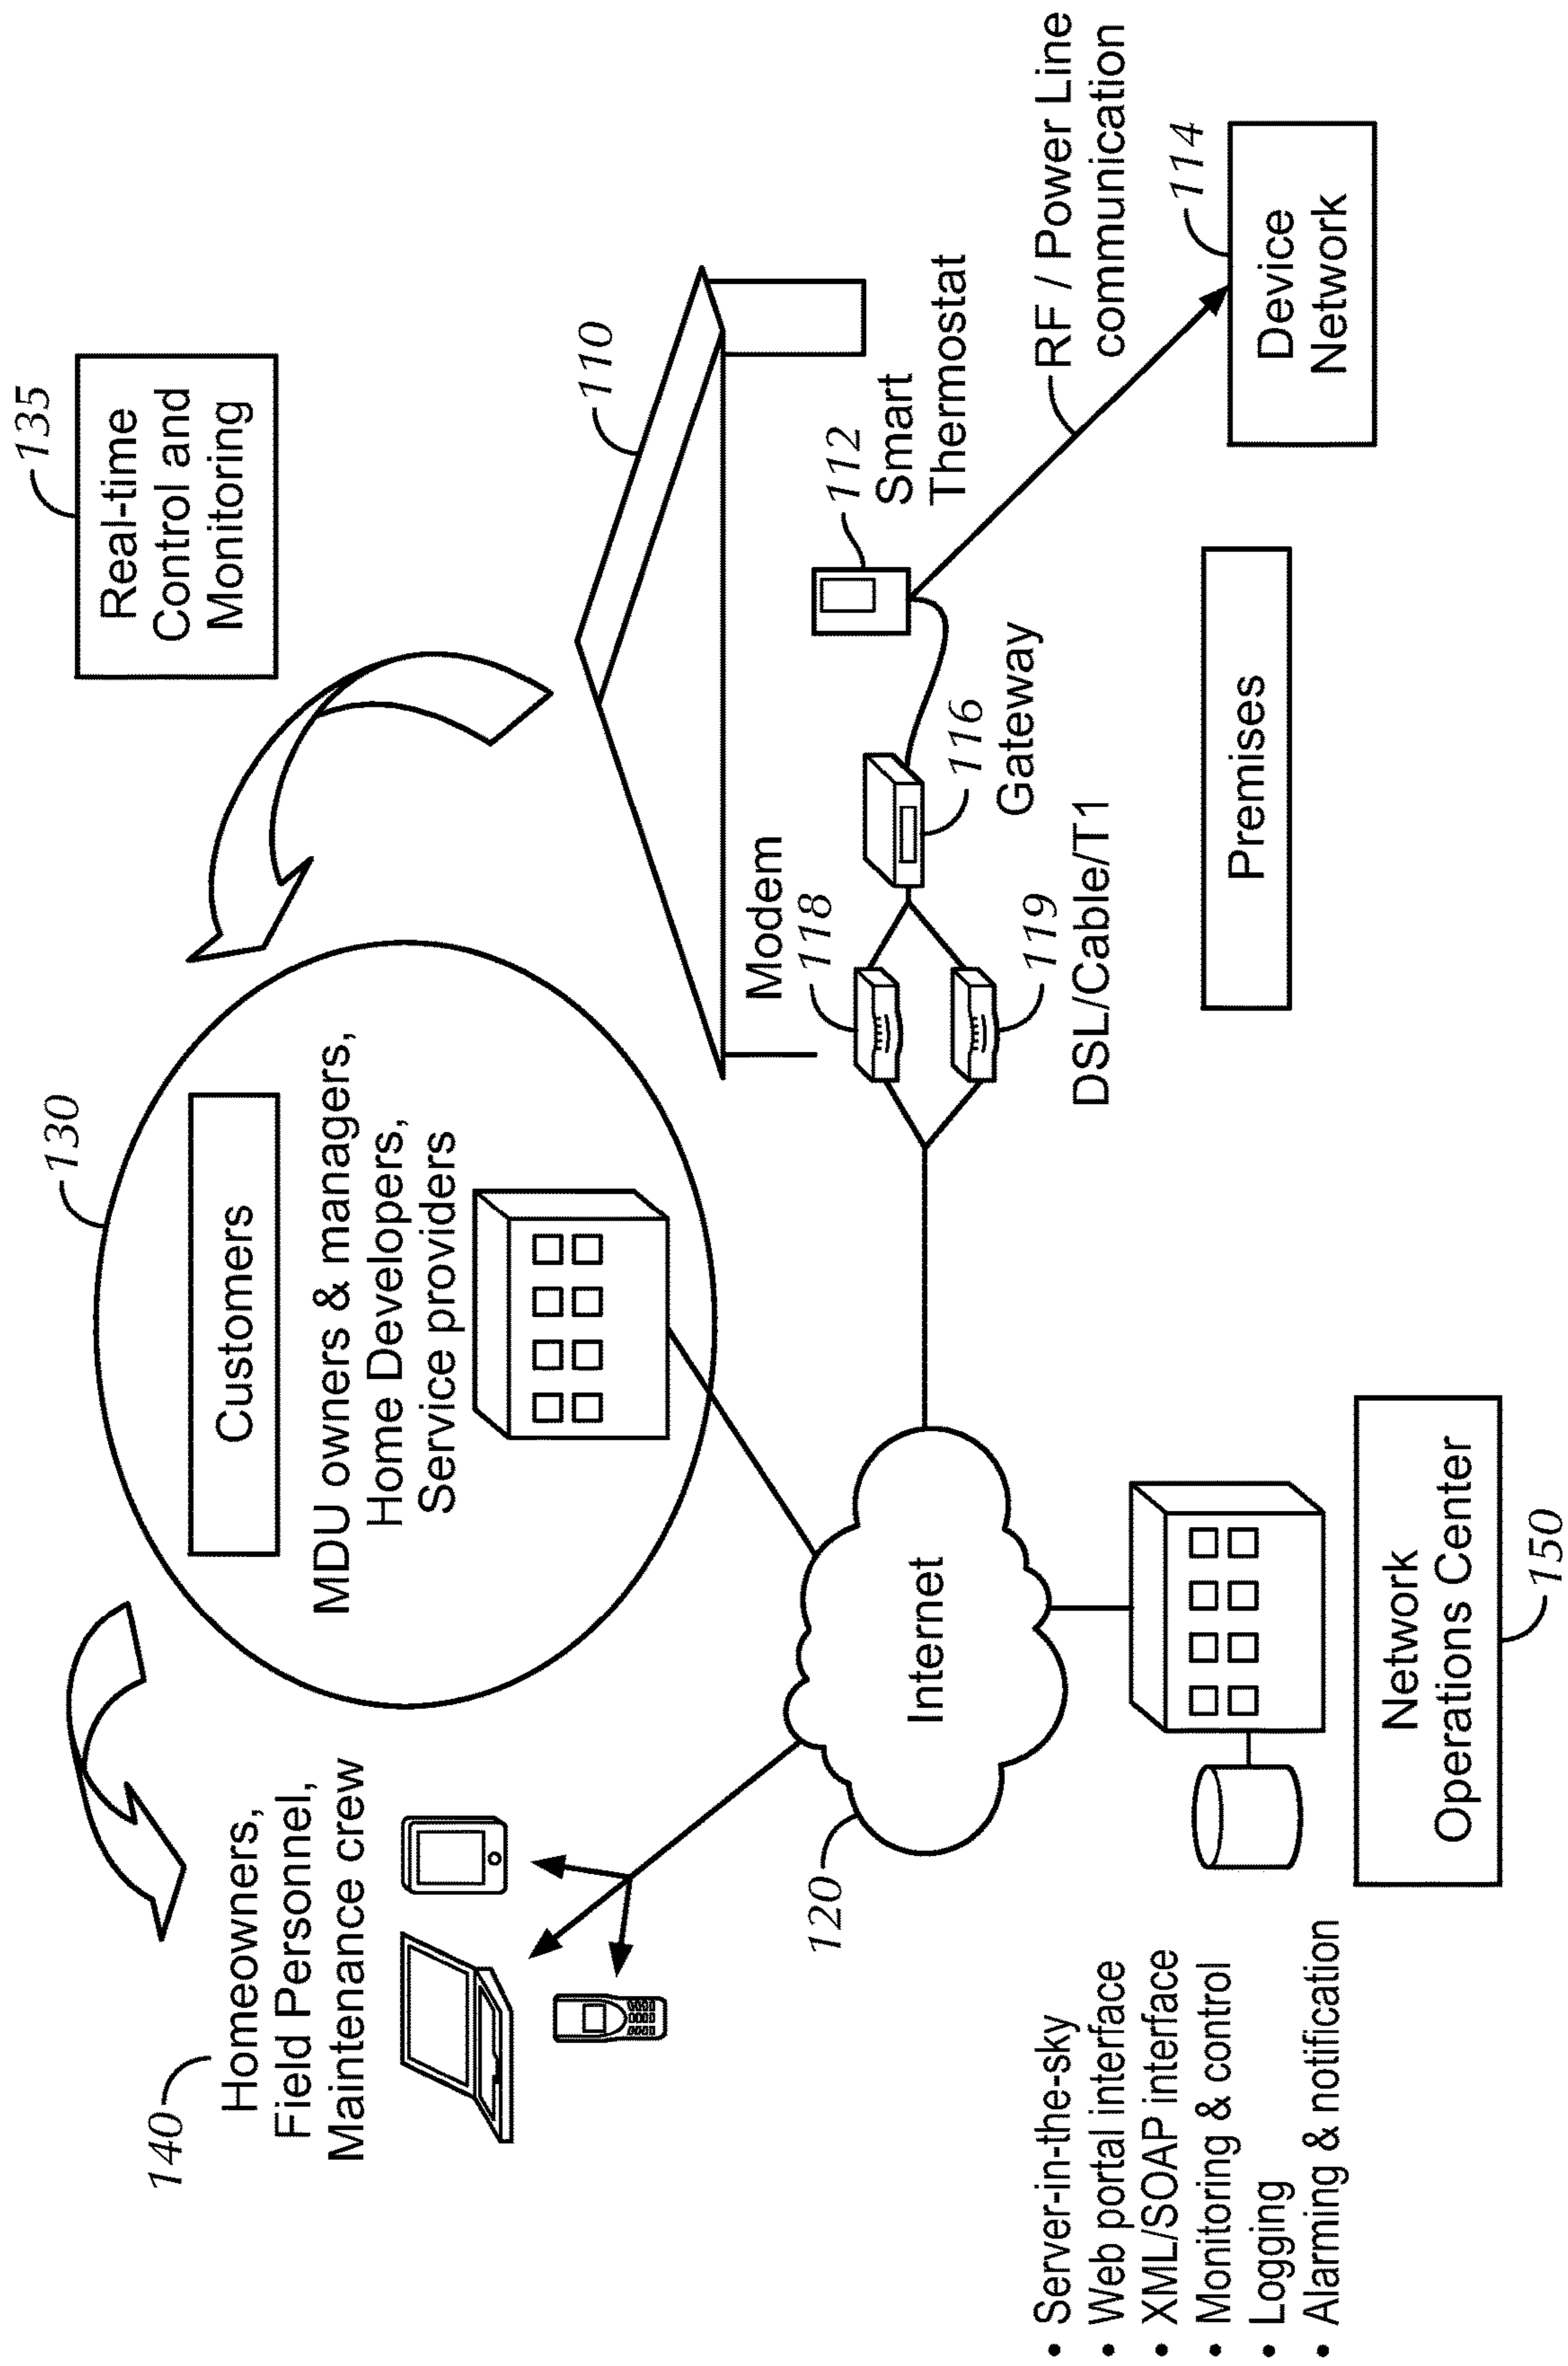 140
Homeowners,
Field Personnel,
Maintenance crew
130
Customers
MDU owners & managers,
Home Developers,
Service providers
135
Real-time
Control and
Monitoring
110
120
Internet
Modem
118
119
DSL/Cable/T1
116
Gateway
112
Smart
Thermostat
RF / Power Line
communication
114
Device
Network
Premises
• Server-in-the-sky
• Web portal interface
• XML/SOAP interface
• Monitoring & control
• Logging
• Alarming & notification
Network
Operations Center
150